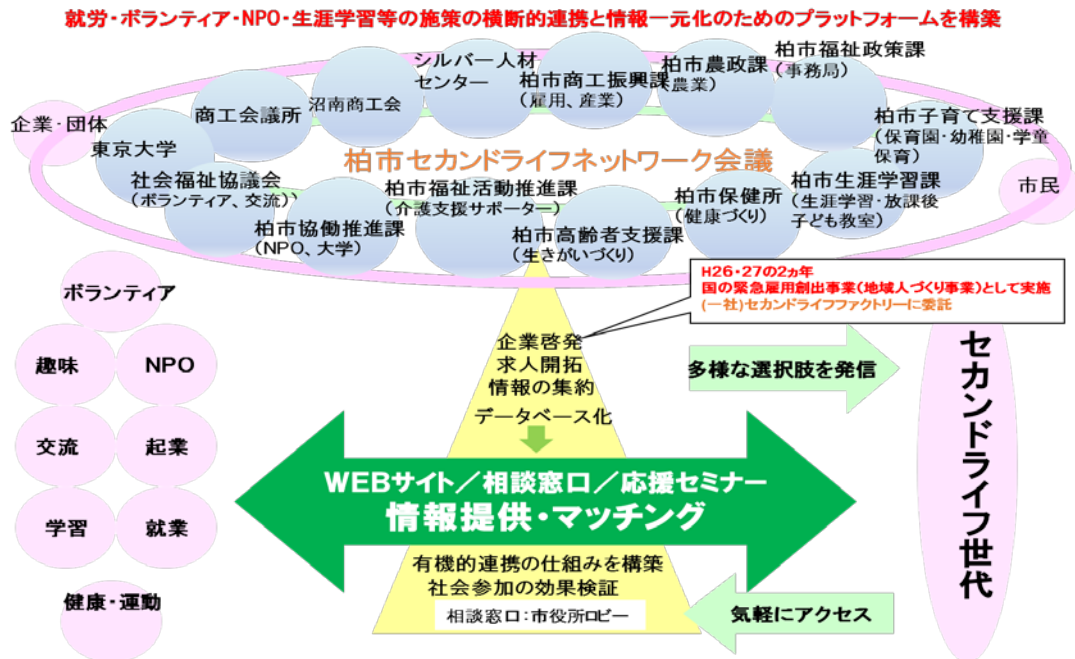 就労・ボランティア・NPO・生涯学習等の施策の横断的連携と情報一元化のためのプラットフォームを構築
企業・団体
東京大学
商工会議所
沼南商工会
シルバー人材
センター
柏市商工振興課
(雇用、産業)
柏市農政課
(農業)
柏市福祉政策課
(事務局)
柏市子育て支援課
(保育園・幼稚園・学童
保育)
市民
柏市セカンドライフネットワーク会議
社会福祉協議会
(ボランティア、交流))
柏市協働推進課
(NPO、大学)
柏市福祉活動推進課
(介護支援サポーター)
柏市高齢者支援課
(生きがいづくり)
柏市保健所
(健康づくり)
柏市生涯学習課
(生涯学習・放課後
子ども教室)
H26・27の2ヵ年
国の緊急雇用創出事業(地域人づくり事業)として実施
(一社)セカンドライフファクトリーに委託
ボランティア
趣味
NPO
交流
起業
学習
就業
健康・運動
企業啓発
求人開拓
情報の集約
データベース化
多様な選択肢を発信
WEBサイト/相談窓口/応援セミナー
情報提供・マッチング
有機的連携の仕組みを構築
社会参加の効果検証
相談窓口:市役所ロビー
気軽にアクセス
セカンドライフ世代